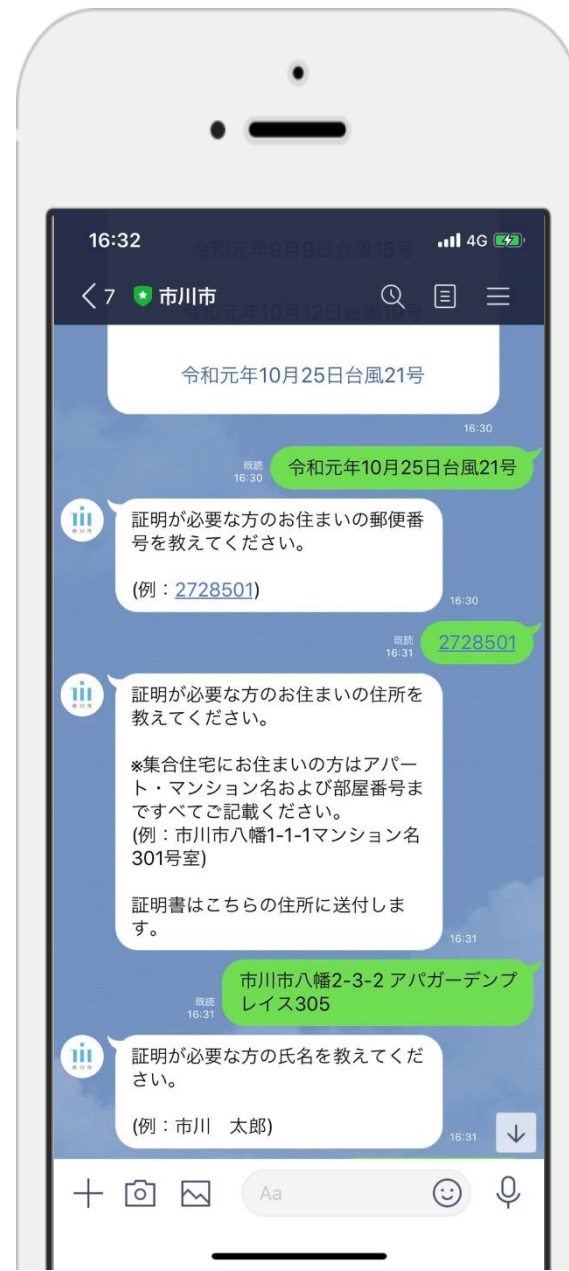 16:32
4G
令和元年9月9日台風15号
7 市川市
令和元年10月12日台風19号
令和元年10月25日台風21号
16:30
令和元年10月25日台風21号
既読
16:30
市川市
証明が必要な方のお住まいの郵便番
号を教えてください。
(例：2728501)
16:30
2728501
既読
16:31
市川市
証明が必要な方のお住まいの住所を
教えてください。
※集合住宅にお住まいの方はアパー
ト・マンション名および部屋番号ま
ですべてご記載ください。
(例：市川市八幡1-1-1マンション名
301号室)
証明書はこちらの住所に送付しま
す。
16:31
市川市八幡2-3-2 アパガーデンプ
レイス305
既読
16:31
市川市
証明が必要な方の氏名を教えてくだ
さい。
(例：市川　太郎)
16:31
Aa